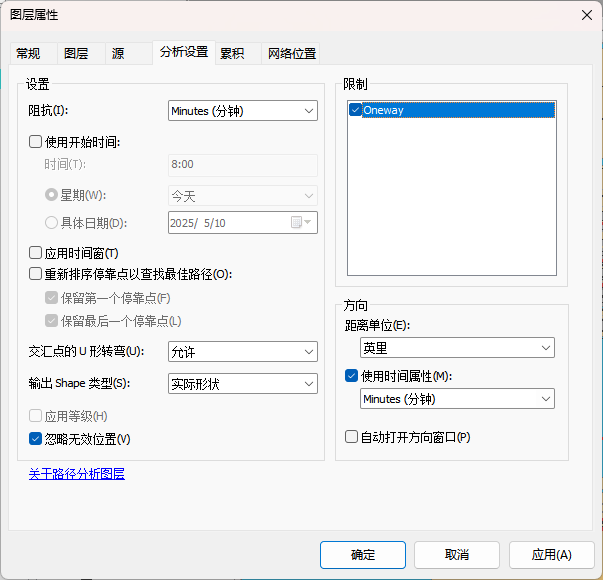 图层属性
常规 图层 源 分析设置 累积 网络位置
设置
阻抗(I): Minutes (分钟)
使用开始时间:
时间(T): 8:00
星期(W): 今天
具体日期(D): 2025/ 5/10
应用时间窗(T)
重新排序停靠点以查找最佳路径(O):
保留第一个停靠点(F)
保留最后一个停靠点(L)
交汇点的 U 形转弯(U): 允许
输出 Shape 类型(S): 实际形状
应用等级(H)
忽略无效位置(V)
关于路径分析图层
限制
Oneway
方向
距离单位(E):
英里
使用时间属性(M):
Minutes (分钟)
自动打开方向窗口(P)
确定 取消 应用(A)